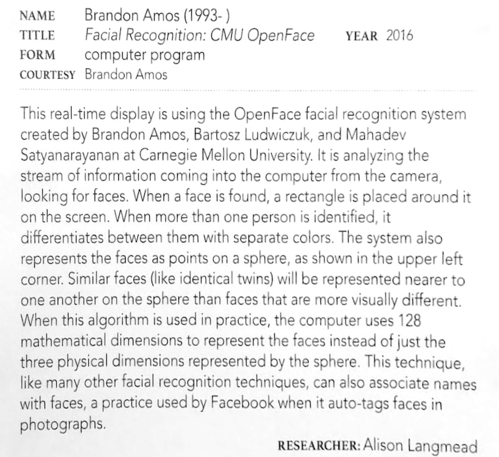 NAME Brandon Amos (1993- )
TITLE Facial Recognition: CMU OpenFace YEAR 2016
FORM computer program
COURTESY Brandon Amos
This real-time display is using the OpenFace facial recognition system
created by Brandon Amos, Bartosz Ludwiczuk, and Mahadev
Satyanarayanan at Carnegie Mellon University. It is analyzing the
stream of information coming into the computer from the camera,
looking for faces. When a face is found, a rectangle is placed around it
on the screen. When more than one person is identified, it
differentiates between them with separate colors. The system also
represents the faces as points on a sphere, as shown in the upper left
corner. Similar faces (like identical twins) will be represented nearer to
one another on the sphere than faces that are more visually different.
When this algorithm is used in practice, the computer uses 128
mathematical dimensions to represent the faces instead of just the
three physical dimensions represented by the sphere. This technique,
like many other facial recognition techniques, can also associate names
with faces, a practice used by Facebook when it auto-tags faces in
photographs.
RESEARCHER: Alison Langmead